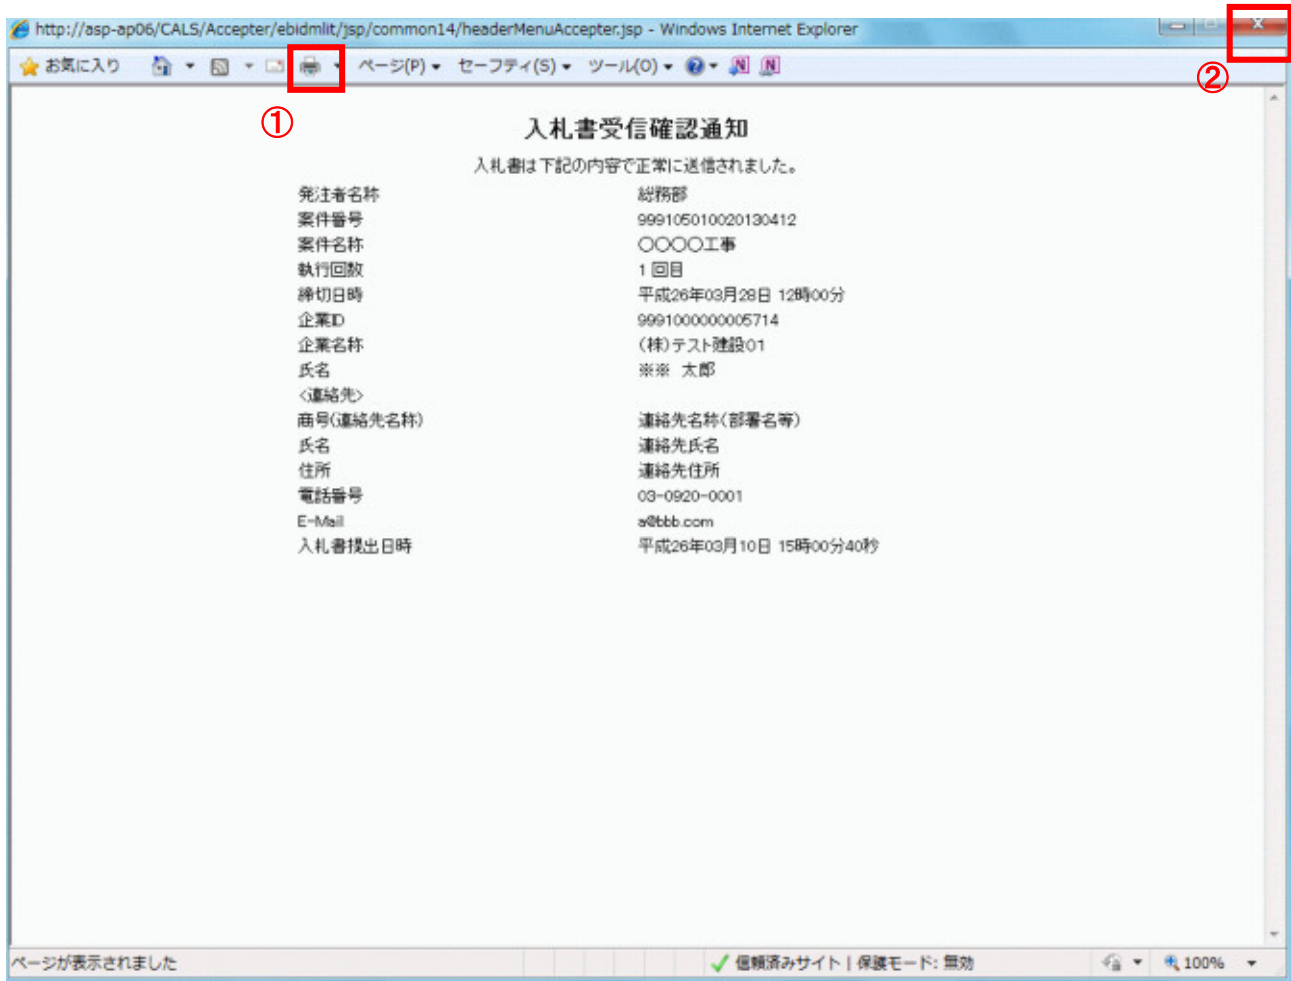 http://asp-ap06/CALS/Accepter/ebidmlit/jsp/common14/headerMenuAccepter.jsp - Windows Internet Explorer
お気に入り ページ(P) セーフティ(S) ツール(O)
① ②
入札書受信確認通知
入札書は下記の内容で正常に送信されました。
発注者名称 総務部
案件番号 999105010020130412
案件名称 〇〇〇〇工事
執行回数 1 回目
締切日時 平成26年03月28日 12時00分
企業ID 9991000000005714
企業名称 (株)テスト建設01
氏名 ※※ 太郎
<連絡先>
商号(連絡先名称) 連絡先名称(部署名等)
氏名 連絡先氏名
住所 連絡先住所
電話番号 03-0920-0001
E-Mail a@bbb.com
入札書提出日時 平成26年03月10日 15時00分40秒
ページが表示されました 信頼済みサイト | 保護モード: 無効 100%